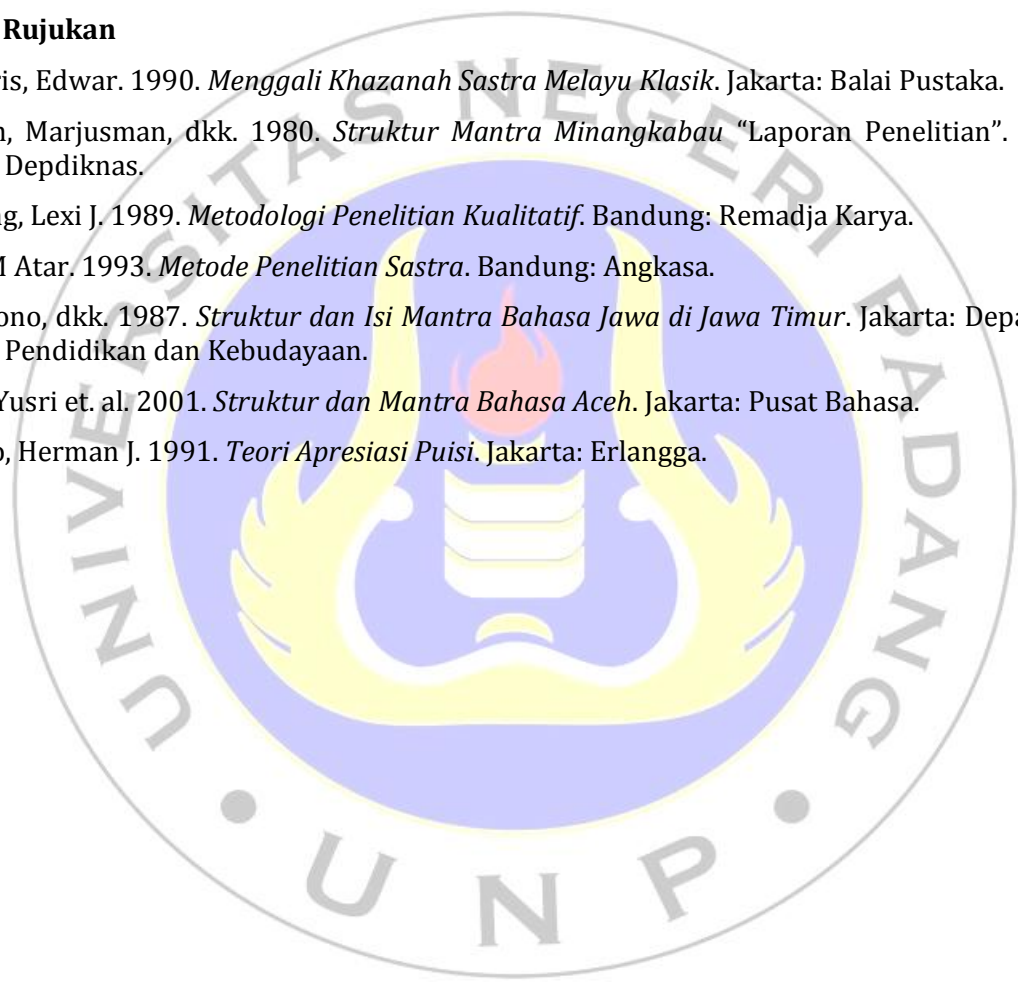 Rujukan
ris, Edwar. 1990. Menggali Khazanah Sastra Melayu Klasik. Jakarta: Balai Pustaka.
n, Marjusman, dkk. 1980. Struktur Mantra Minangkabau “Laporan Penelitian”.
Depdiknas.
ng, Lexi J. 1989. Metodologi Penelitian Kualitatif. Bandung: Remadja Karya.
M Atar. 1993. Metode Penelitian Sastra. Bandung: Angkasa.
ono, dkk. 1987. Struktur dan Isi Mantra Bahasa Jawa di Jawa Timur. Jakarta: Depa
Pendidikan dan Kebudayaan.
Yusri et. al. 2001. Struktur dan Mantra Bahasa Aceh. Jakarta: Pusat Bahasa.
o, Herman J. 1991. Teori Apresiasi Puisi. Jakarta: Erlangga.
UNIVERSITAS NEGERI PADANG
• UNP •